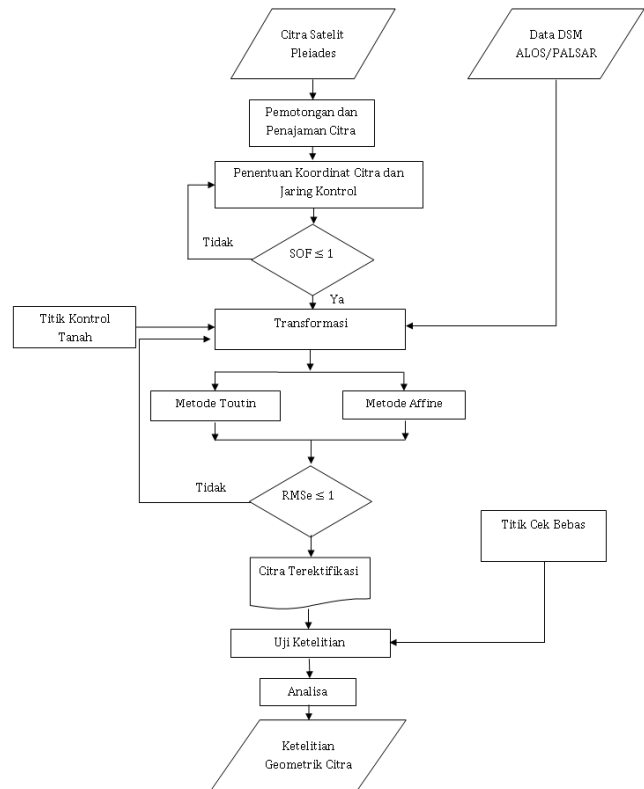 Citra Satelit
Pleiades
Data DSM
ALOS/PALSAR
Pemotongan dan
Penajaman Citra
Penentuan Koordinat Citra dan
Jaring Kontrol
Tidak
SOF ≤ 1
Ya
Titik Kontrol
Tanah
Transformasi
Metode Toutin
Metode Affine
Tidak
RMSe ≤ 1
Titik Cek Bebas
Citra Terektifikasi
Uji Ketelitian
Analisa
Ketelitian
Geometrik Citra